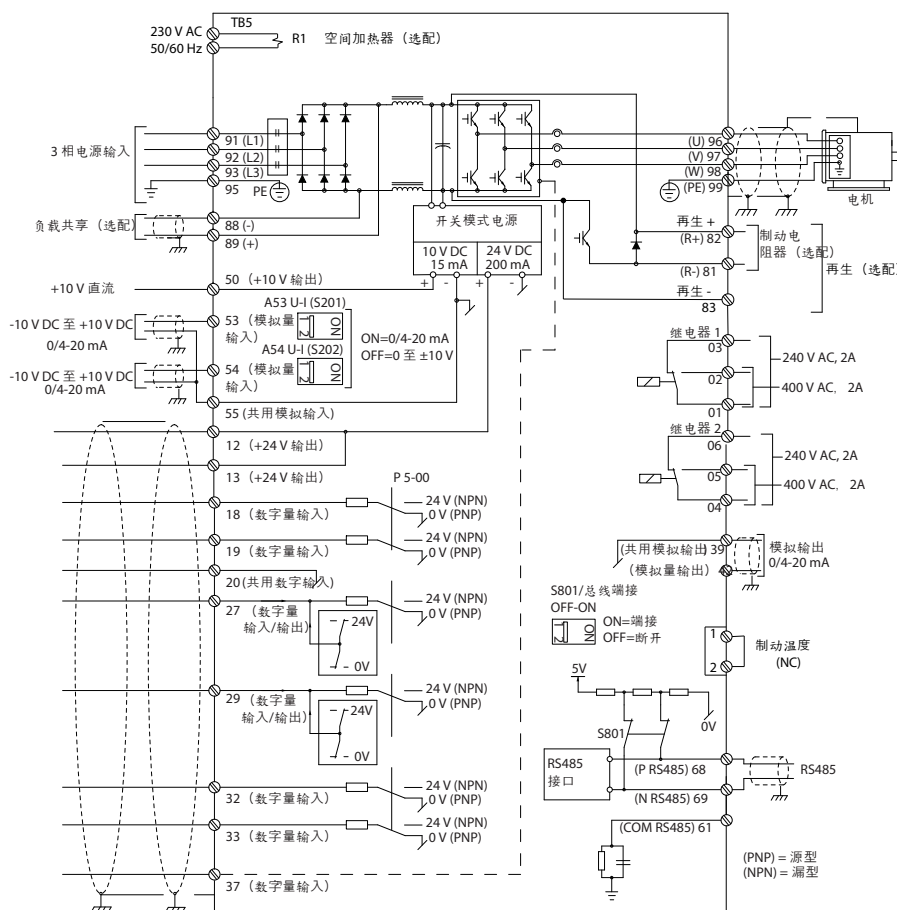 TB5
230 V AC
50/60 Hz
R1
空间加热器（选配）
3 相电源输入
91 (L1)
92 (L2)
93 (L3)
95
PE
负载共享（选配）
88 (-)
89 (+)
开关模式电源
10 V DC
15 mA
24 V DC
200 mA
+ - + -
+10 V 直流
50 (+10 V 输出)
A53 U-I (S201)
-10 V DC 至 +10 V DC
0/4-20 mA
53（模拟量
输入）
1 2
ON
ON=0/4-20 mA
OFF=0 至 ±10 V
A54 U-I (S202)
-10 V DC 至 +10 V DC
0/4-20 mA
54（模拟量
输入）
1 2
ON
55 (共用模拟输入)
12（+24 V 输出）
13（+24 V 输出）
P 5-00
18（数字量输入）
24 V (NPN)
0 V (PNP)
19（数字量输入）
24 V (NPN)
0 V (PNP)
20 (共用数字输入)
27（数字量
输入/输出）
24 V (NPN)
0 V (PNP)
24V
0V
29（数字量
输入/输出）
24 V (NPN)
0 V (PNP)
24V
0V
32（数字量输入）
24 V (NPN)
0 V (PNP)
33（数字量输入）
24 V (NPN)
0 V (PNP)
37（数字量输入）
(U) 96
(V) 97
(W) 98
(PE) 99
电机
再生 +
(R+) 82
制动电
阻器（选配）
(R-) 81
再生（选配）
再生 -
83
继电器 1
03
240 V AC, 2A
02
400 V AC, 2A
01
继电器 2
06
240 V AC, 2A
05
400 V AC, 2A
04
(共用模拟输出) 39
模拟输出
0/4-20 mA
(模拟量输出)
S801/总线端接
OFF-ON
1 2
ON
ON=端接
OFF=断开
1
2
制动温度
(NC)
5V
S801
0V
RS485
接口
(P RS485) 68
RS485
(N RS485) 69
(COM RS485) 61
(PNP) = 源型
(NPN) = 漏型